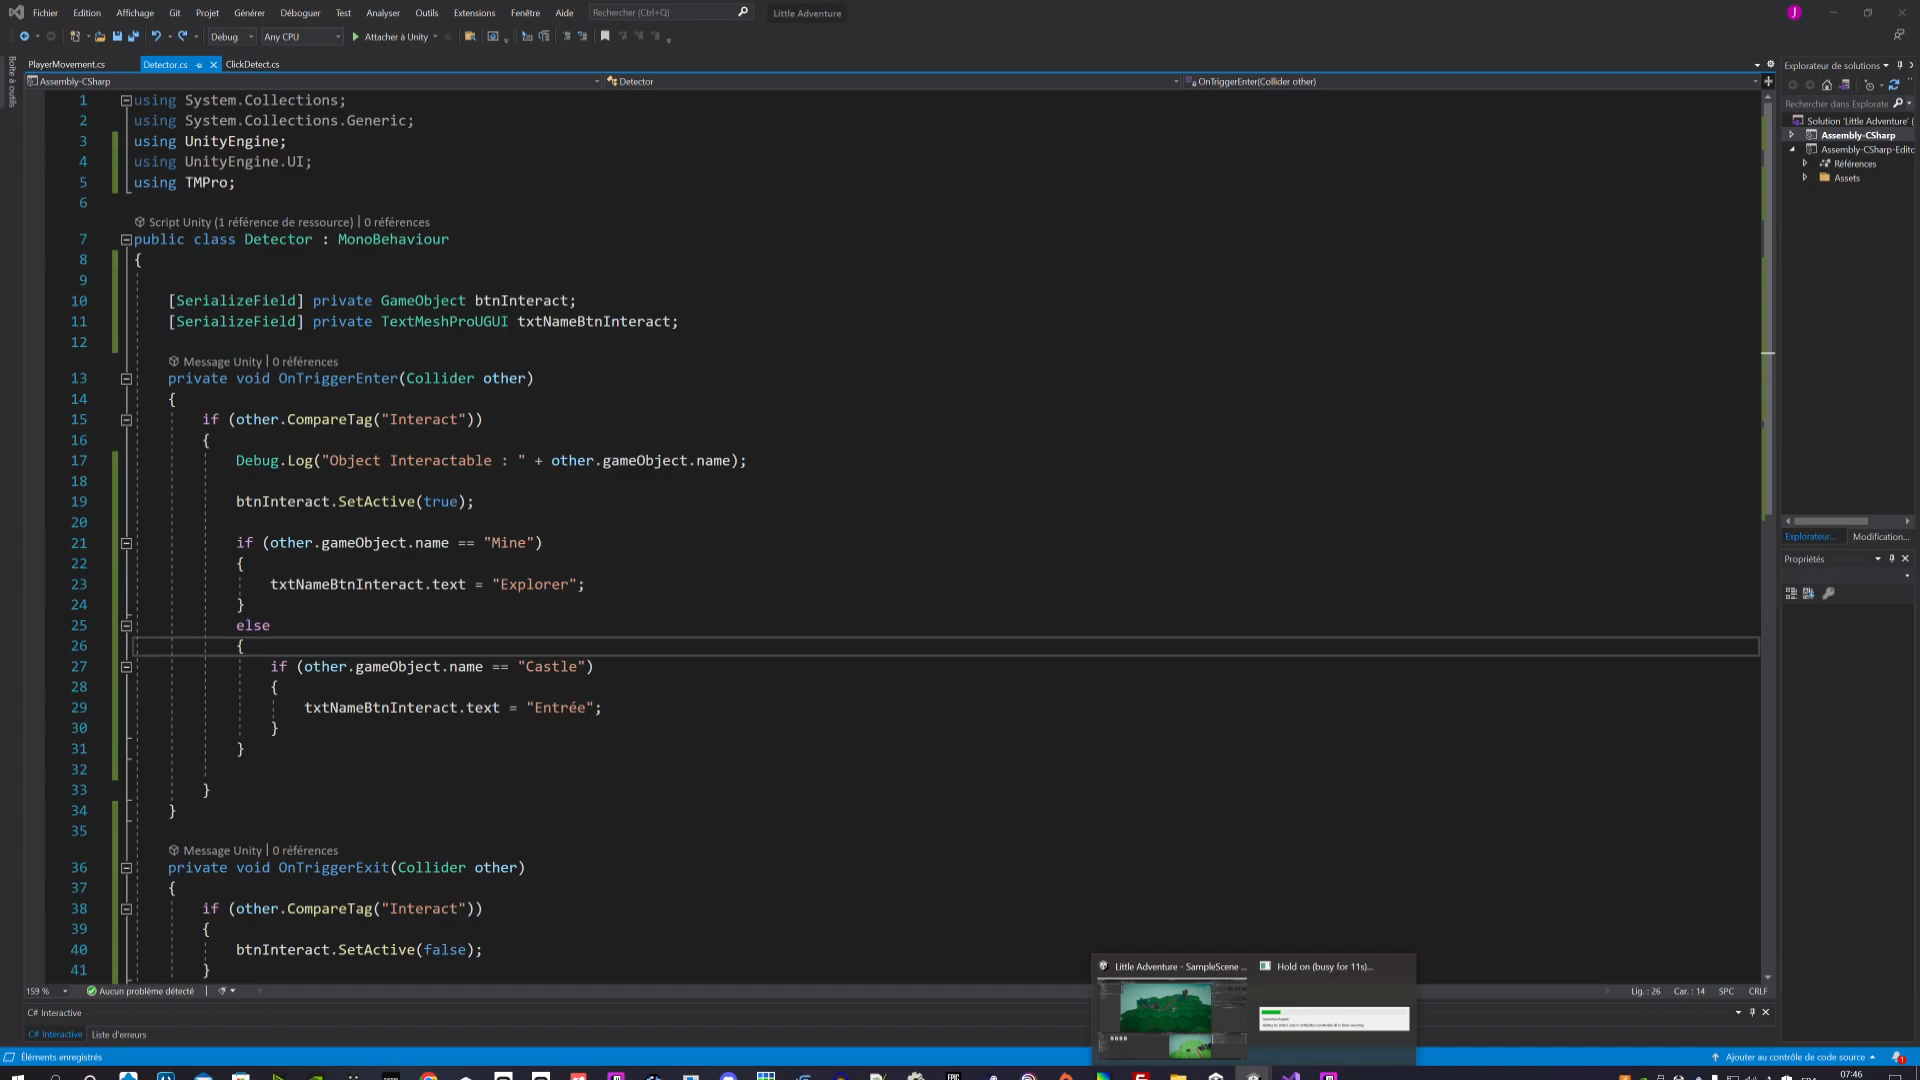 Fichier Edition Affichage Git Projet Générer Déboguer Test Analyser Outils Extensions Fenêtre Aide Rechercher (Ctrl+Q) Little Adventure J
Debug Any CPU Attacher à Unity
PlayerMovement.cs Detector.cs ClickDetect.cs
Boîte à outils
Assembly-CSharp Detector OnTriggerEnter(Collider other)
1 using System.Collections;
2 using System.Collections.Generic;
3 using UnityEngine;
4 using UnityEngine.UI;
5 using TMPro;
6
Script Unity (1 référence de ressource) | 0 références
7 public class Detector : MonoBehaviour
8 {
9
10 [SerializeField] private GameObject btnInteract;
11 [SerializeField] private TextMeshProUGUI txtNameBtnInteract;
12
Message Unity | 0 références
13 private void OnTriggerEnter(Collider other)
14 {
15 if (other.CompareTag("Interact"))
16 {
17 Debug.Log("Object Interactable : " + other.gameObject.name);
18
19 btnInteract.SetActive(true);
20
21 if (other.gameObject.name == "Mine")
22 {
23 txtNameBtnInteract.text = "Explorer";
24 }
25 else
26 {
27 if (other.gameObject.name == "Castle")
28 {
29 txtNameBtnInteract.text = "Entrée";
30 }
31 }
32
33 }
34 }
35
Message Unity | 0 références
36 private void OnTriggerExit(Collider other)
37 {
38 if (other.CompareTag("Interact"))
39 {
40 btnInteract.SetActive(false);
41 }
159 % Aucun problème détecté Lig. : 26 Car. : 14 SPC CRLF
C# Interactive
C# Interactive Liste d'erreurs
Éléments enregistrés Ajouter au contrôle de code source
Explorateur de solutions
Rechercher dans Explorate
Solution 'Little Adventure' (
Assembly-CSharp
Assembly-CSharp-Editc
Références
Assets
Explorateur... Modification...
Propriétés
Little Adventure - SampleScene ... Hold on (busy for 11s)...
EPIC
07:46